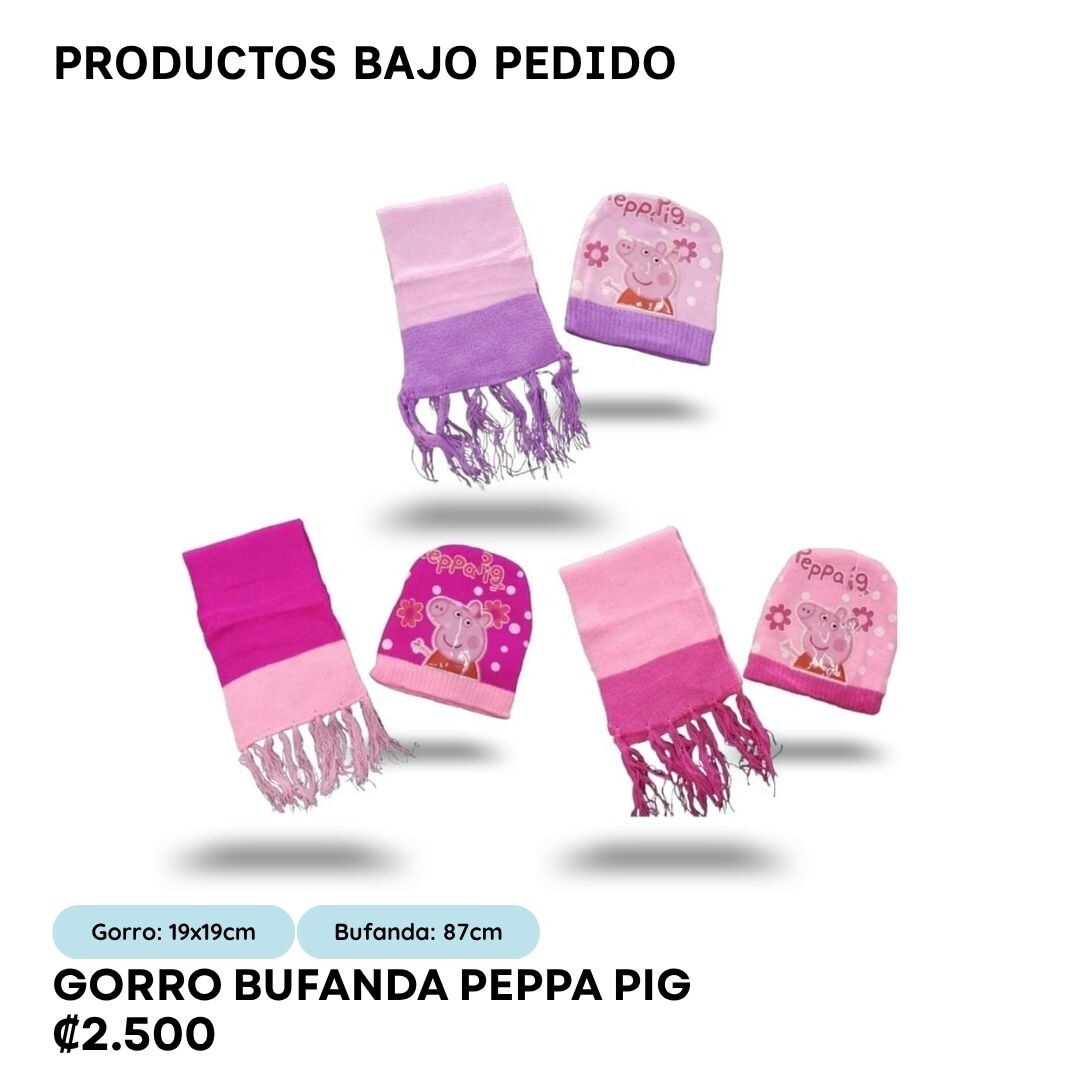 PRODUCTOS BAJO PEDIDO
Peppa Pig
Peppa Pig
Peppa Pig
Gorro: 19x19cm
Bufanda: 87cm
GORRO BUFANDA PEPPA PIG
₡2.500